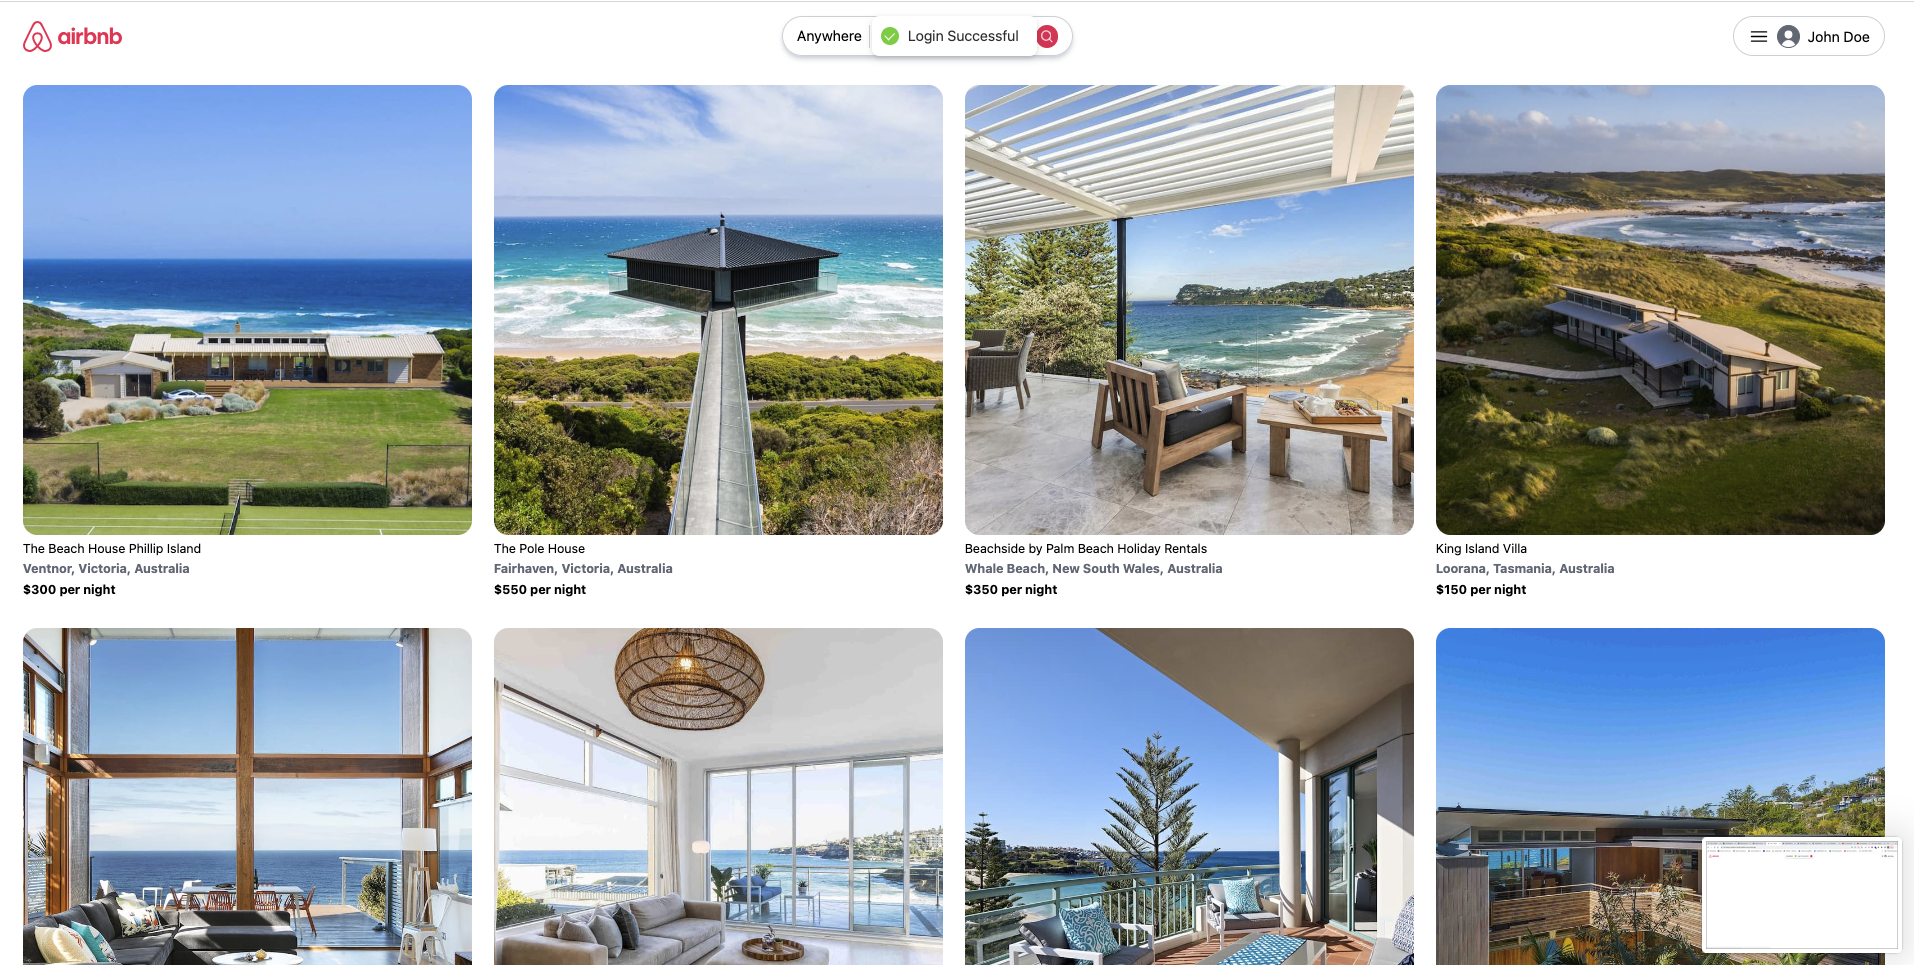 airbnb
Anywhere
Login Successful
John Doe
The Beach House Phillip Island
Ventnor, Victoria, Australia
$300 per night
The Pole House
Fairhaven, Victoria, Australia
$550 per night
Beachside by Palm Beach Holiday Rentals
Whale Beach, New South Wales, Australia
$350 per night
King Island Villa
Loorana, Tasmania, Australia
$150 per night